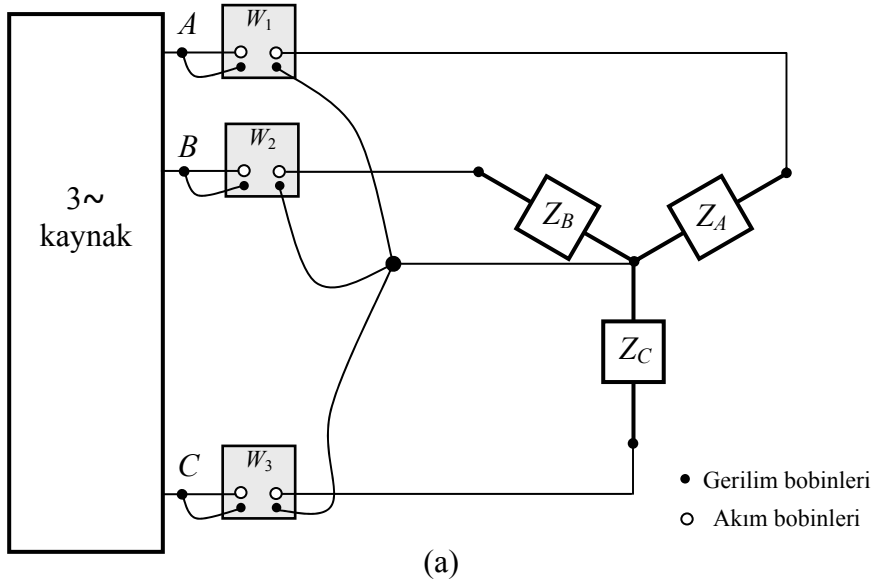 A
W1
B
W2
3~
kaynak
ZB
ZA
ZC
C
W3
Gerilim bobinleri
Akım bobinleri
(a)